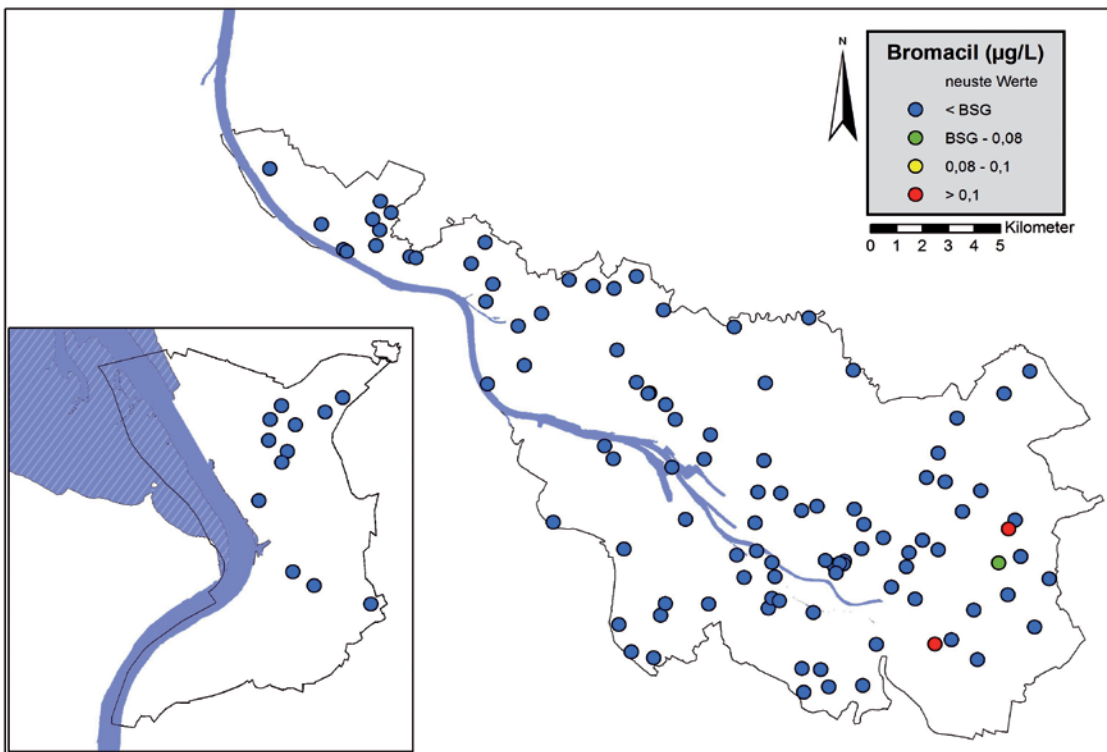 N
Bromacil (µg/L)
neuste Werte
< BSG
BSG - 0,08
0,08 - 0,1
> 0,1
Kilometer
0 1 2 3 4 5